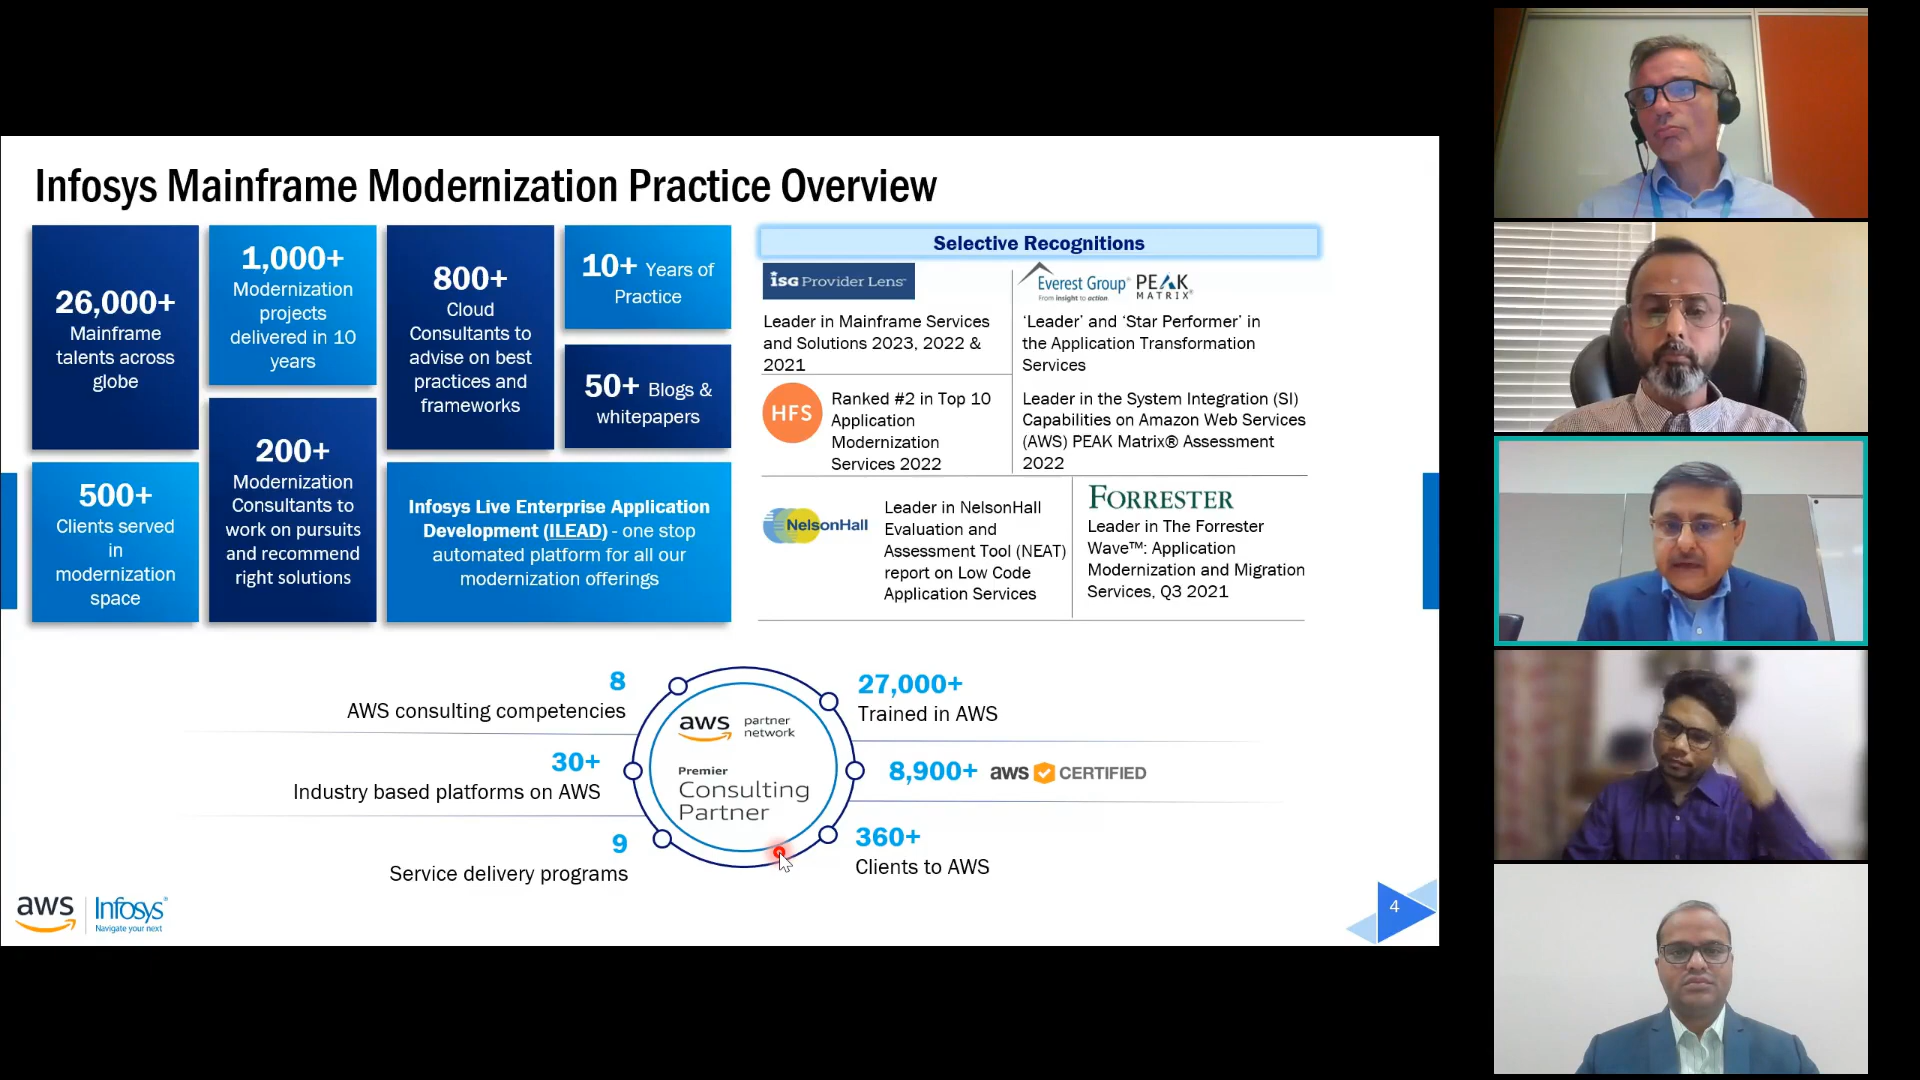 Infosys Mainframe Modernization Practice Overview
26,000+
Mainframe
talents across
globe
1,000+
Modernization
projects
delivered in 10
years
800+
Cloud
Consultants to
advise on best
practices and
frameworks
10+ Years of
Practice
50+ Blogs &
whitepapers
500+
Clients served
in
modernization
space
200+
Modernization
Consultants to
work on pursuits
and recommend
right solutions
Infosys Live Enterprise Application
Development (ILEAD) - one stop
automated platform for all our
modernization offerings
Selective Recognitions
ISG Provider Lens™
Leader in Mainframe Services
and Solutions 2023, 2022 &
2021
Everest Group® PEAK
MATRIX®
From insight to action
‘Leader’ and ‘Star Performer’ in
the Application Transformation
Services
HFS
Ranked #2 in Top 10
Application
Modernization
Services 2022
Leader in the System Integration (SI)
Capabilities on Amazon Web Services
(AWS) PEAK Matrix® Assessment
2022
NelsonHall
Leader in NelsonHall
Evaluation and
Assessment Tool (NEAT)
report on Low Code
Application Services
FORRESTER
Leader in The Forrester
Wave™: Application
Modernization and Migration
Services, Q3 2021
8
AWS consulting competencies
30+
Industry based platforms on AWS
9
Service delivery programs
aws partner
network
Premier
Consulting
Partner
27,000+
Trained in AWS
8,900+ aws CERTIFIED
360+
Clients to AWS
aws Infosys®
Navigate your next
4